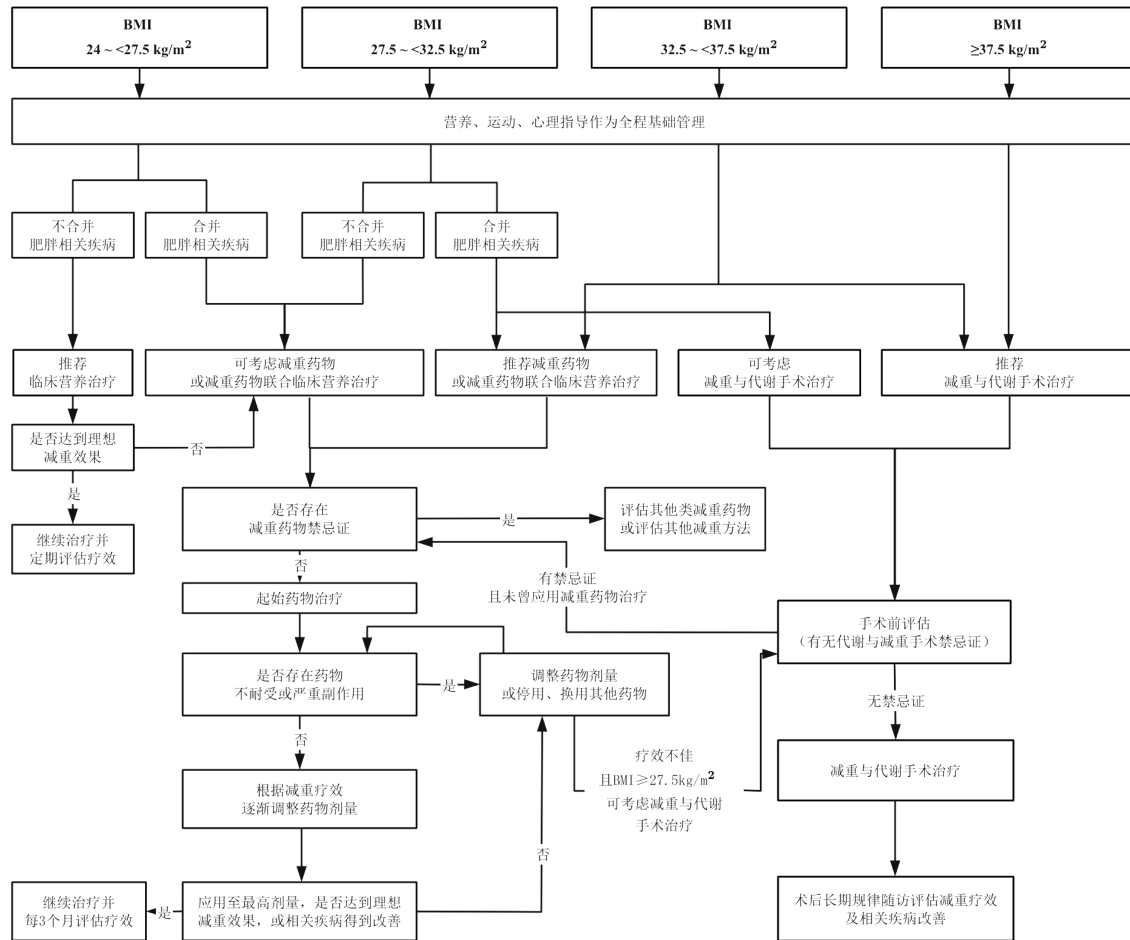 BMI
24 ~ <27.5 kg/m²
BMI
27.5 ~ <32.5 kg/m²
BMI
32.5 ~ <37.5 kg/m²
BMI
≥37.5 kg/m²
营养、运动、心理指导作为全程基础管理
不合并
肥胖相关疾病
合并
肥胖相关疾病
不合并
肥胖相关疾病
合并
肥胖相关疾病
推荐
临床营养治疗
可考虑减重药物
或减重药物联合临床营养治疗
推荐减重药物
或减重药物联合临床营养治疗
可考虑
减重与代谢手术治疗
推荐
减重与代谢手术治疗
是否达到理想
减重效果
否
是
继续治疗并
定期评估疗效
是否存在
减重药物禁忌证
是
评估其他类减重药物
或评估其他减重方法
否
有禁忌证
且未曾应用减重药物治疗
起始药物治疗
手术前评估
（有无代谢与减重手术禁忌证）
是否存在药物
不耐受或严重副作用
是
调整药物剂量
或停用、换用其他药物
无禁忌证
否
疗效不佳
且BMI≥27.5kg/m²
可考虑减重与代谢
手术治疗
减重与代谢手术治疗
根据减重疗效
逐渐调整药物剂量
否
继续治疗并
每3个月评估疗效
是
应用至最高剂量，是否达到理想
减重效果，或相关疾病得到改善
术后长期规律随访评估减重疗效
及相关疾病改善